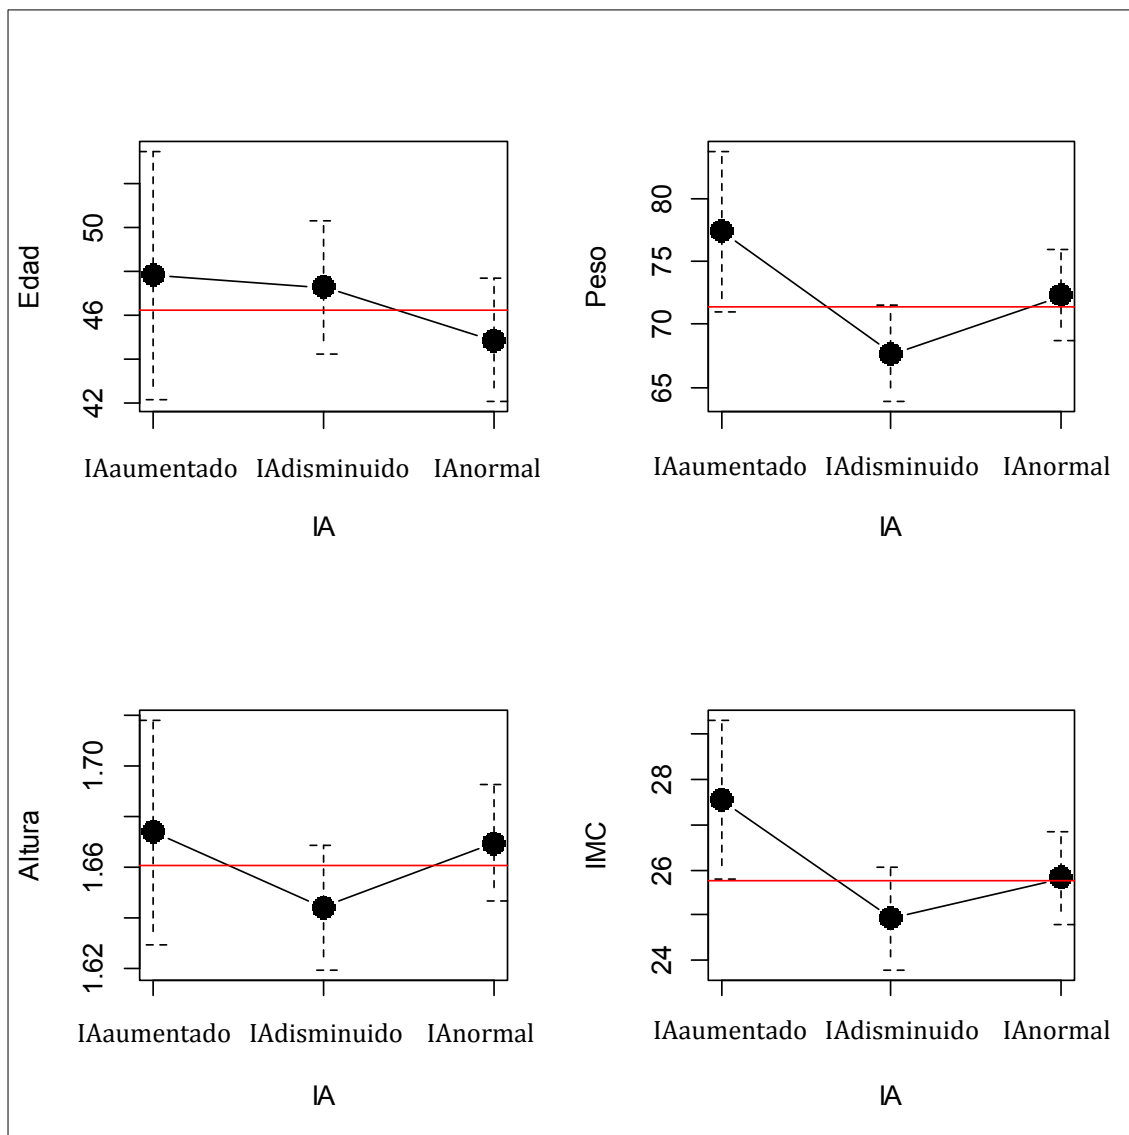 Edad
50
46
42
IAaumentado IAdisminuido IAnormal
IA
Peso
80
75
70
65
IAaumentado IAdisminuido IAnormal
IA
Altura
1.70
1.66
1.62
IAaumentado IAdisminuido IAnormal
IA
IMC
28
26
24
IAaumentado IAdisminuido IAnormal
IA